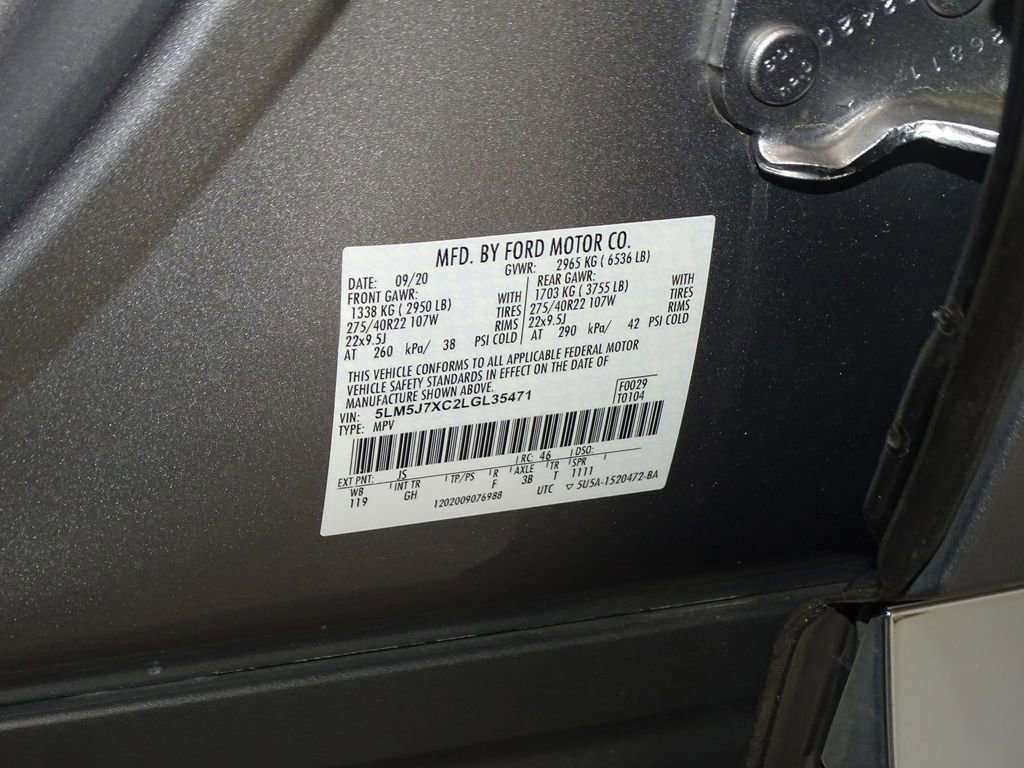 MFD. BY FORD MOTOR CO.
DATE: 09/20 GVWR: 2965 KG ( 6536 LB)
FRONT GAWR: REAR GAWR:
1338 KG ( 2950 LB) WITH 1703 KG ( 3755 LB) WITH
275/40R22 107W TIRES 275/40R22 107W TIRES
22x9.5J RIMS 22x9.5J RIMS
AT 260 kPa/ 38 PSI COLD AT 290 kPa/ 42 PSI COLD
THIS VEHICLE CONFORMS TO ALL APPLICABLE FEDERAL MOTOR
VEHICLE SAFETY STANDARDS IN EFFECT ON THE DATE OF
MANUFACTURE SHOWN ABOVE.
VIN: 5LM5J7XC2LGL35471 F0029
TYPE: MPV T0104
EXT PNT: JS RC: 46 DSO:
WB INT TR TP/PS R AXLE TR SPR
119 GH F 3B T 1111
1202009076988 UTC ▽ 5U5A-1520472-BA